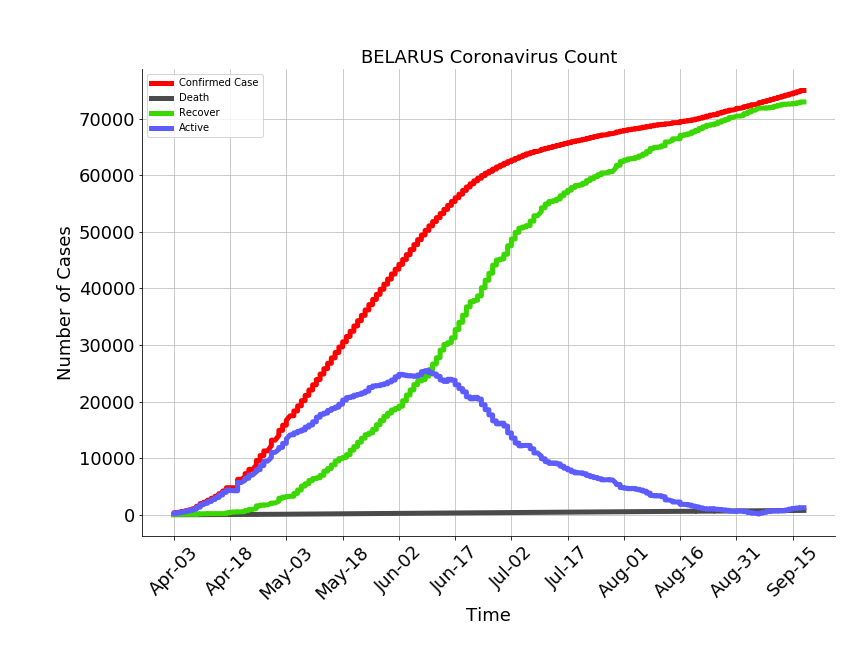 BELARUS Coronavirus Count
Confirmed Case
Death
Recover
Active
Number of Cases
70000
60000
50000
40000
30000
20000
10000
0
Apr-03
Apr-18
May-03
May-18
Jun-02
Jun-17
Jul-02
Jul-17
Aug-01
Aug-16
Aug-31
Sep-15
Time